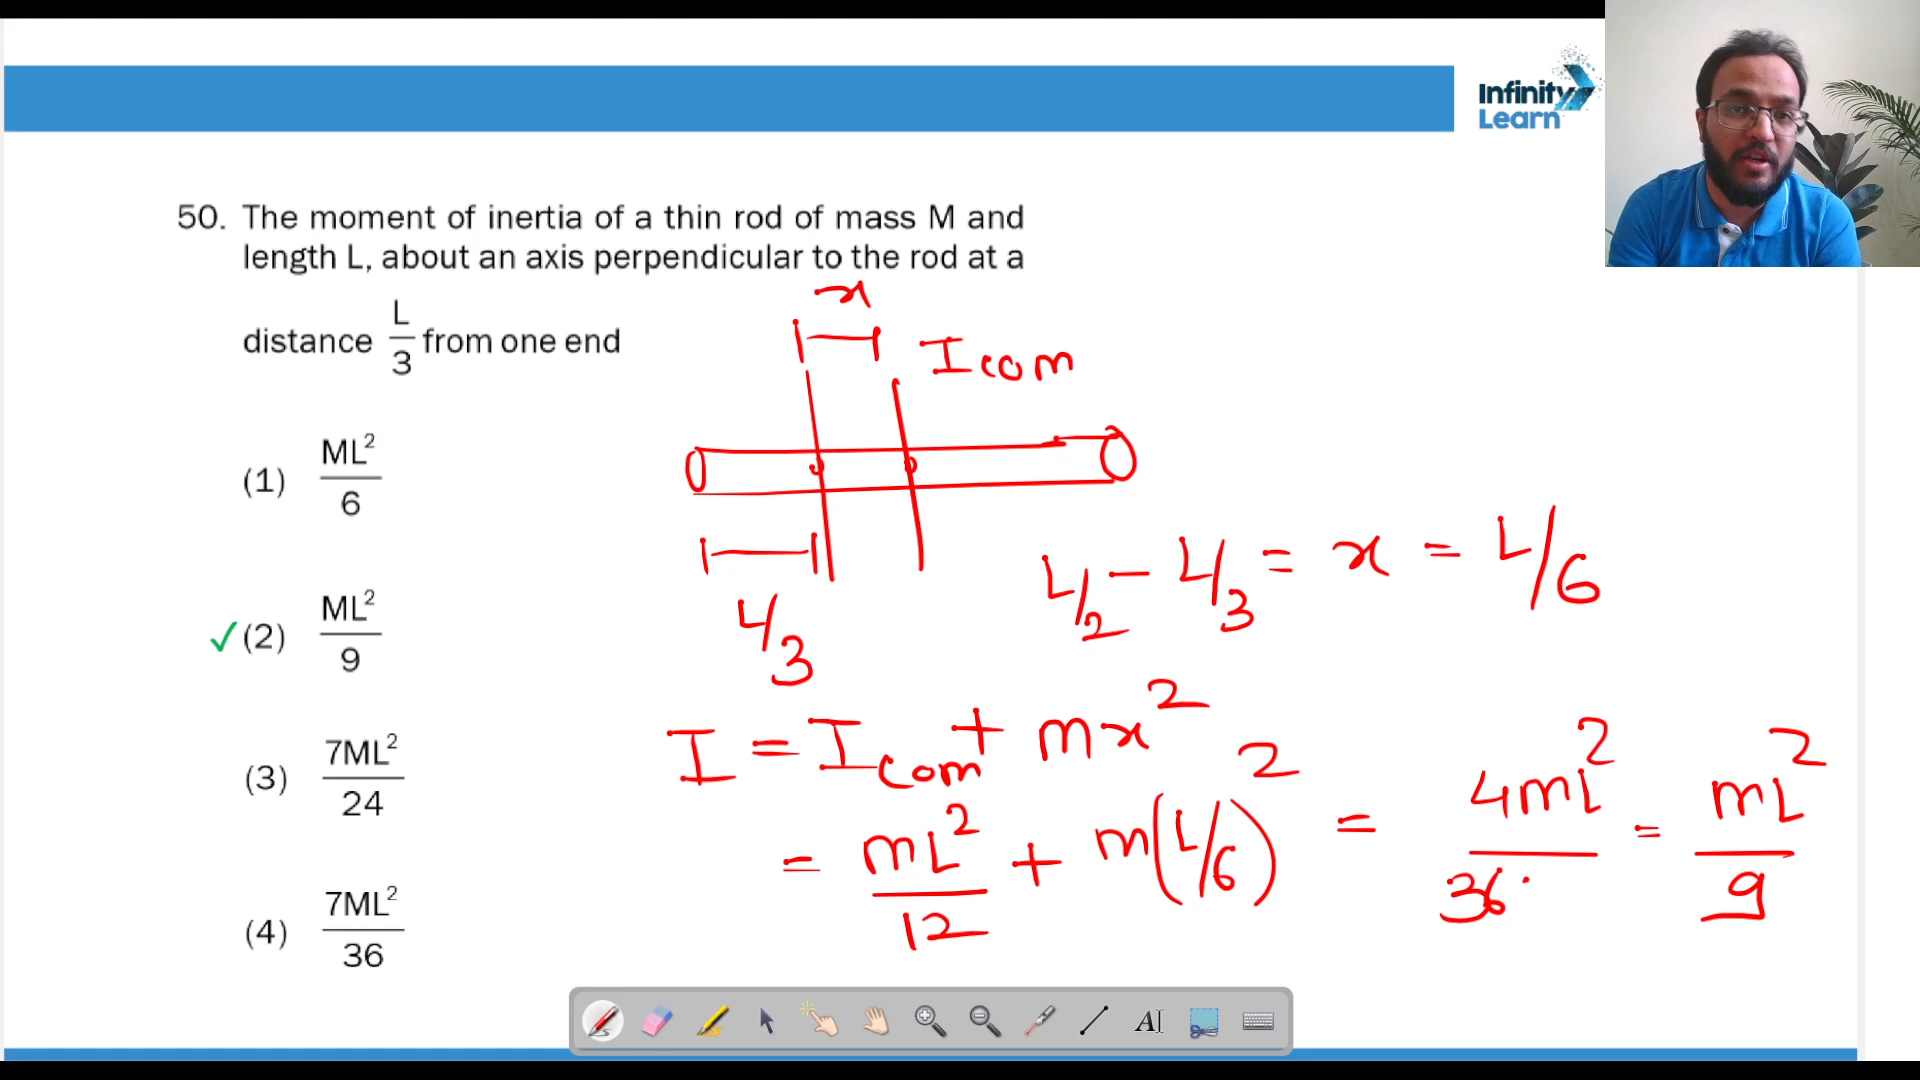 Infinity
Learn
50. The moment of inertia of a thin rod of mass M and
length L, about an axis perpendicular to the rod at a
distance L/3 from one end
(1) ML²/6
✓(2) ML²/9
(3) 7ML²/24
(4) 7ML²/36
x
Icom
L/3
L/2 - L/3 = x = L/6
I = Icom + mx²
= mL²/12 + m(L/6)² = 4mL²/36 = mL²/9
AI